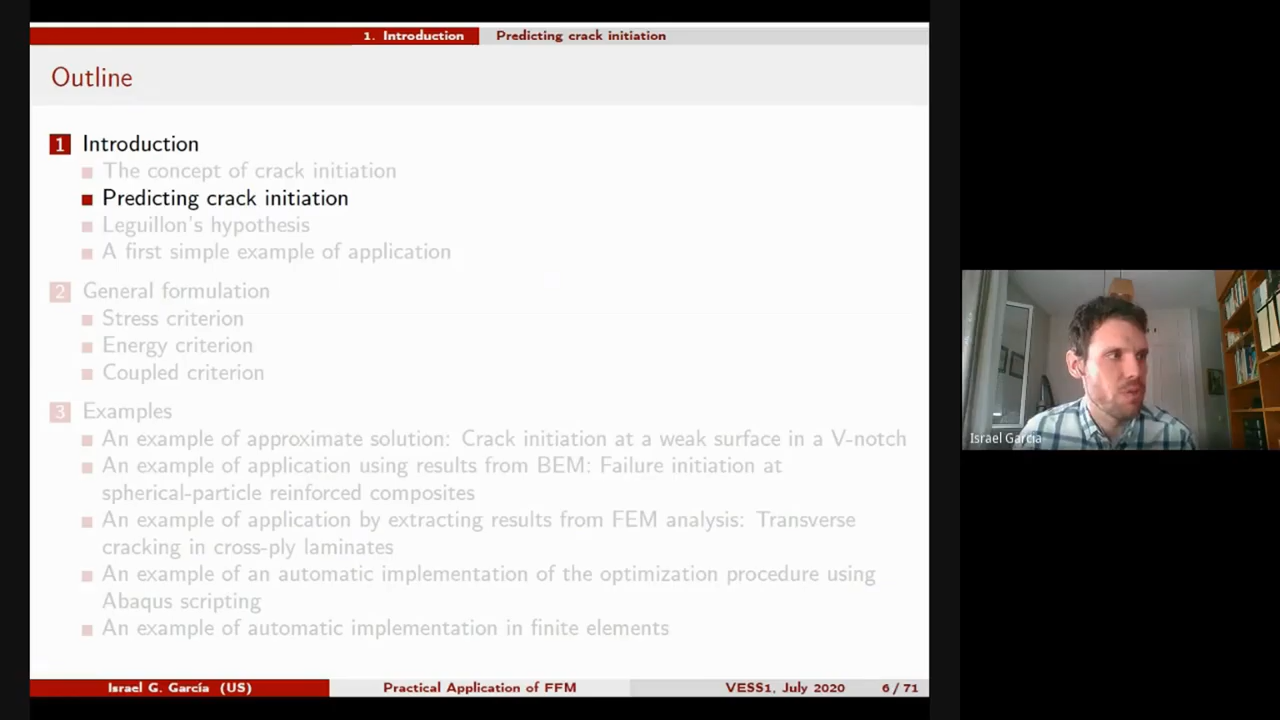 1. Introduction Predicting crack initiation
Outline
1 Introduction
The concept of crack initiation
Predicting crack initiation
Leguillon's hypothesis
A first simple example of application
2 General formulation
Stress criterion
Energy criterion
Coupled criterion
3 Examples
An example of approximate solution: Crack initiation at a weak surface in a V-notch
An example of application using results from BEM: Failure initiation at
spherical-particle reinforced composites
An example of application by extracting results from FEM analysis: Transverse
cracking in cross-ply laminates
An example of an automatic implementation of the optimization procedure using
Abaqus scripting
An example of automatic implementation in finite elements
Israel G. García (US) Practical Application of FFM VESS1, July 2020 6 / 71
Israel García